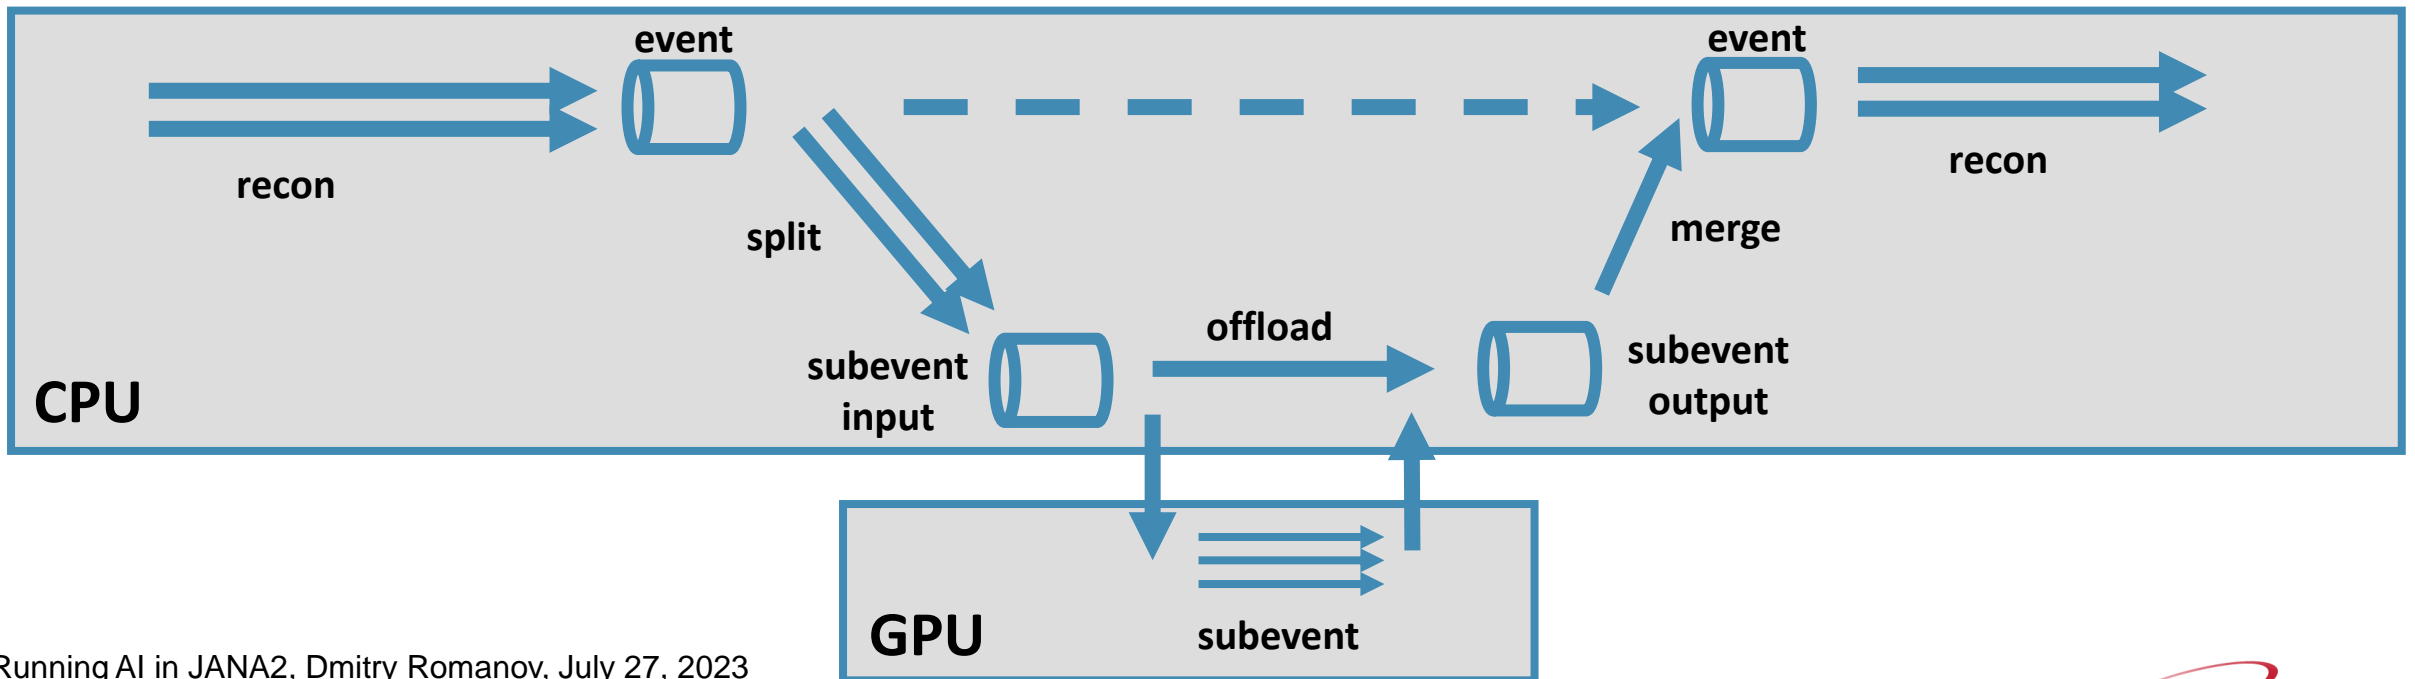 event
event
recon
recon
split
merge
offload
subevent
input
subevent
output
CPU
GPU
subevent
Running AI in JANA2, Dmitry Romanov, July 27, 2023